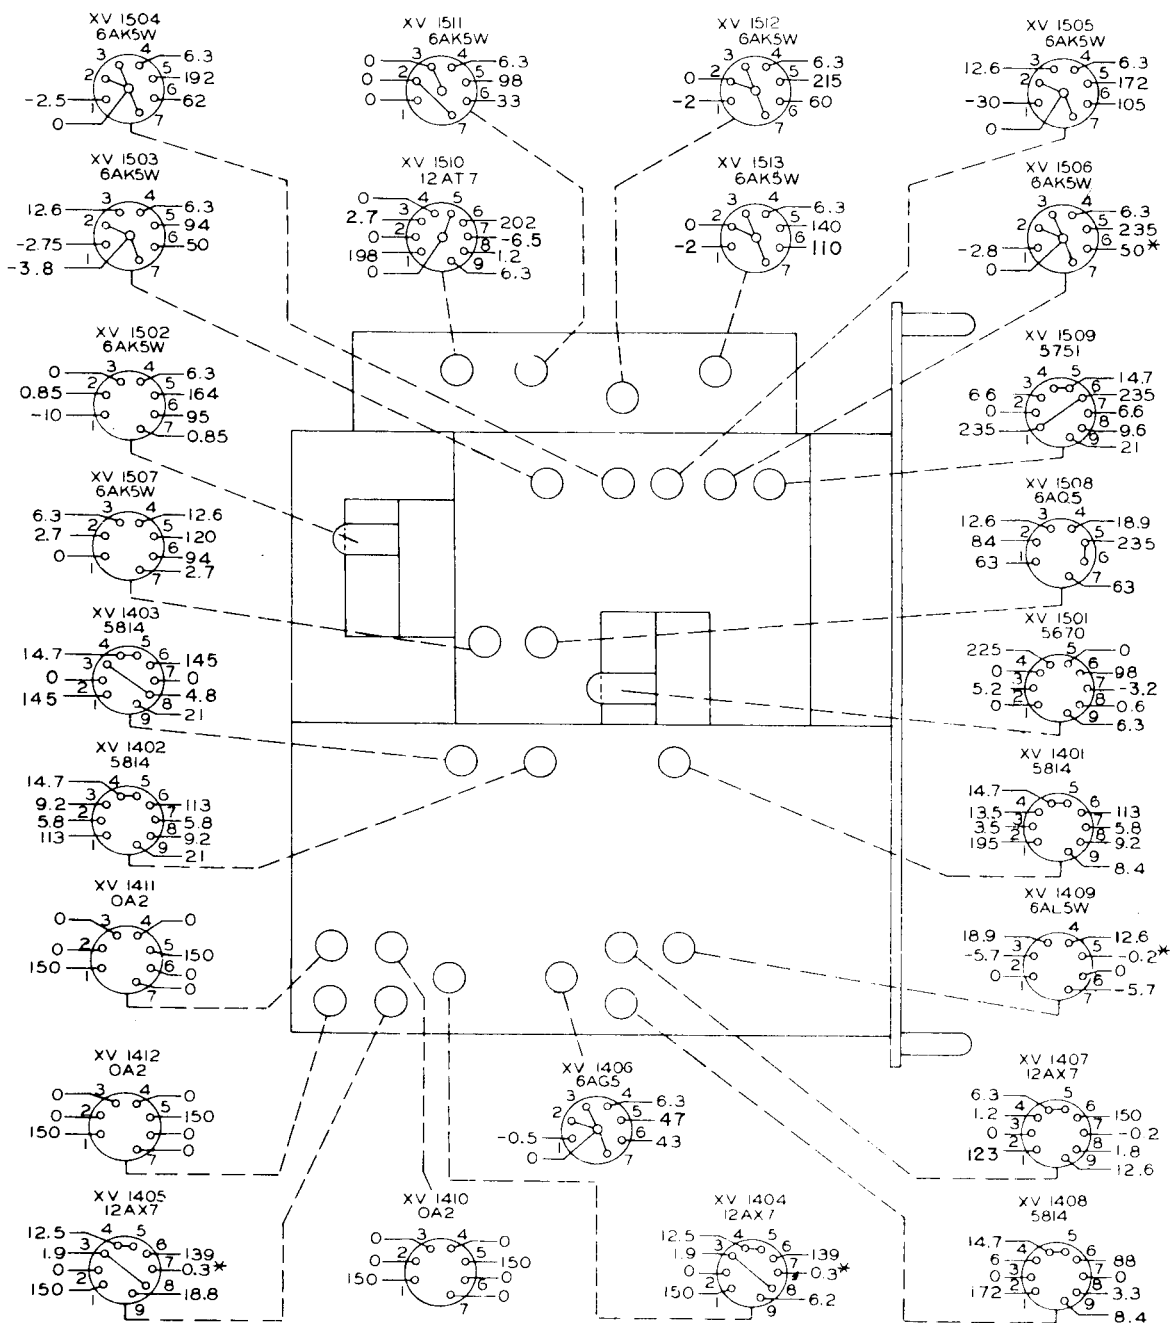 XV 1504
6AK5W
3 4 6.3
2 5 192
-2.5 6 62
1
0 7
XV 1511
6AK5W
0 3 4 6.3
0 2 5 98
0 6 33
1 7
XV 1512
6AK5W
3 4 6.3
0 2 5 215
-2 6 60
1 7
XV 1505
6AK5W
12.6 3 4 6.3
2 5 172
-30 6 105
1
0 7
XV 1503
6AK5W
12.6 3 4 6.3
2 5 94
-2.75 6 50
1
-3.8 7
XV 1510
12AT7
0 4 5
2.7 3 6 202
0 2 7 -6.5
198 8 1.2
1 9
0 6.3
XV 1513
6AK5W
3 4 6.3
0 2 5 140
-2 6 110
1 7
XV 1506
6AK5W
3 4 6.3
2 5 235
-2.8 6 50*
1
0 7
XV 1502
6AK5W
0 3 4 6.3
0.85 2 5 164
-10 6 95
1 7 0.85
XV 1509
5751
4 5 14.7
6.6 3 6 235
0 2 7 6.6
235 8 9.6
1 9 21
XV 1507
6AK5W
6.3 3 4 12.6
2.7 2 5 120
0 6 94
1 7 2.7
XV 1508
6AQ5
12.6 3 4 18.9
84 2 5 235
63 1 6
7 63
XV 1403
5814
14.7 4 5
3 6 145
0 7 0
145 2 8 4.8
1 9 21
XV 1501
5670
225 5 0
0 4 6 98
5.2 3 7 -3.2
0 2 8 0.6
1 9 6.3
XV 1402
5814
14.7 4 5
9.2 3 6 113
5.8 2 7 5.8
113 8 9.2
1 9 21
XV 1401
5814
14.7 5
13.5 4 6 113
3.5 3 7 5.8
195 2 8 9.2
1 9 8.4
XV 1411
OA2
0 3 4 0
0 2 5 150
150 6 0
1 7 0
XV 1409
6AL5W
18.9 4 12.6
-5.7 3 5 -0.2*
0 2 0
1 6
7 -5.7
XV 1412
OA2
0 3 4 0
0 2 5 150
150 6 0
1 7 0
XV 1406
6AG5
3 4 6.3
2 5 47
-0.5 6 43
1
0 7
XV 1407
12AX7
6.3 5
1.2 4 6 150
0 3 7 -0.2
123 2 8 1.8
1 9 12.6
XV 1405
12AX7
12.5 4 5
1.9 3 6 139
0 7 0.3*
150 2 8
1 9 18.8
XV 1410
OA2
0 3 4 0
0 2 5 150
150 6 0
1 7 0
XV 1404
12AX7
12.5 4 5
1.9 3 6 139
0 7 0.3*
150 2 8
1 9 6.2
XV 1408
5814
14.7 5
6 4 6 88
0 3 7 0
172 2 8 3.3
1 9 8.4